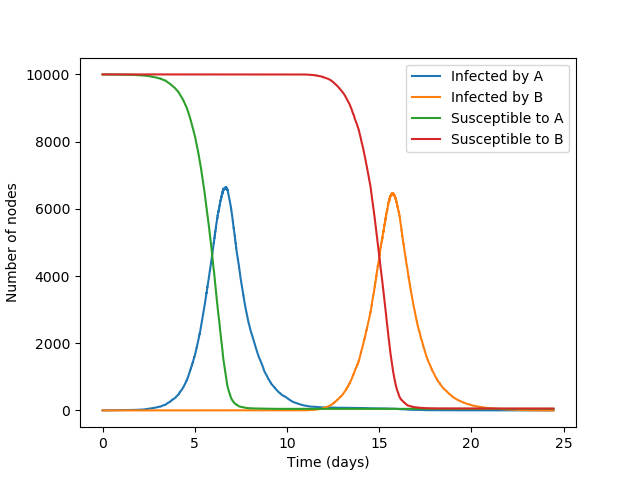 Infected by A
Infected by B
Susceptible to A
Susceptible to B
10000
8000
6000
4000
2000
0
Number of nodes
0 5 10 15 20 25
Time (days)